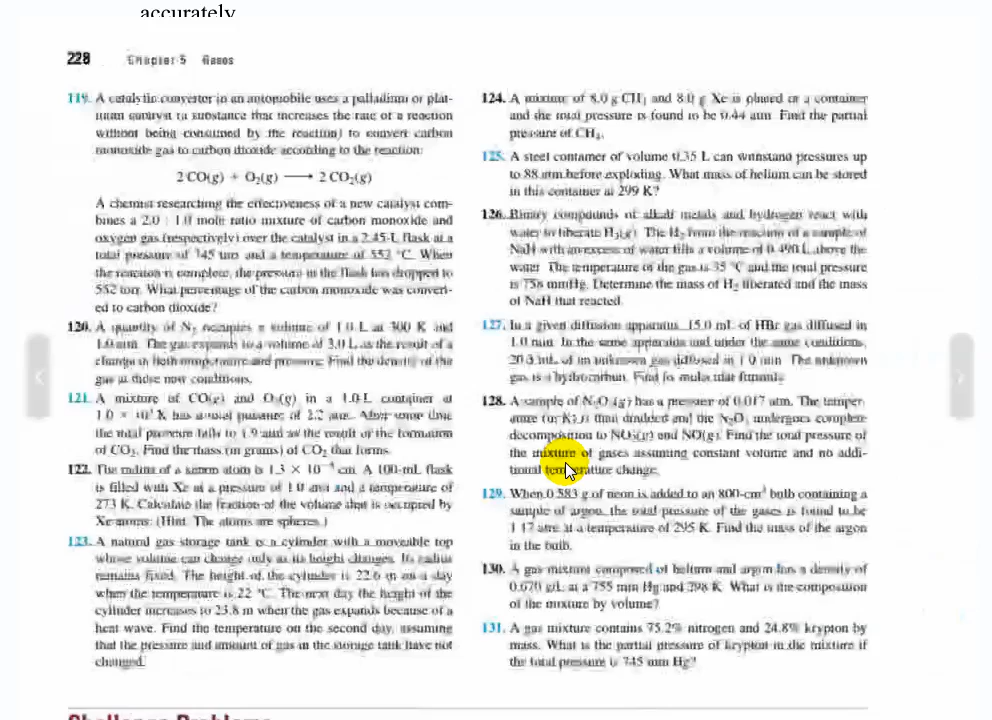 accurately
228 Chapter 5 Gases
119. A catalytic convertor in an automobile uses a palladium or plat-
inum catalyst (a substance that increases the rate of a reaction
without being consumed by the reaction) to convert carbon
monoxide gas to carbon dioxide according to the reaction:
2 CO(g) + O₂(g) ⟶ 2 CO₂(g)
A chemist researching the effectiveness of a new catalyst com-
bines a 2.0 : 1.0 mole ratio mixture of carbon monoxide and
oxygen gas (respectively) over the catalyst in a 2.45-L flask at a
total pressure of 745 torr and a temperature of 552 °C. When
the reaction is complete, the pressure in the flask has dropped to
552 torr. What percentage of the carbon monoxide was convert-
ed to carbon dioxide?
120. A quantity of N₂ occupies a volume of 1.0 L at 300 K and
1.0 atm. The gas expands to a volume of 3.0 L as the result of a
change in both temperature and pressure. Find the density of the
gas at these new conditions.
121. A mixture of CO(g) and O₂(g) in a 1.0-L container at
1.0 × 10³ K has a total pressure of 2.2 atm. After some time
the total pressure falls to 1.9 atm as the result of the formation
of CO₂. Find the mass (in grams) of CO₂ that forms.
122. The radius of a xenon atom is 1.3 × 10 cm. A 100-mL flask
is filled with Xe at a pressure of 1.0 atm and a temperature of
273 K. Calculate the fraction of the volume that is occupied by
Xe atoms. (Hint: The atoms are spheres.)
123. A natural gas storage tank is a cylinder with a moveable top
whose volume can change only as its height changes. Its radius
remains fixed. The height of the cylinder is 22.6 m on a day
when the temperature is 22 °C. The next day the height of the
cylinder increases to 23.8 m when the gas expands because of a
heat wave. Find the temperature on the second day, assuming
that the pressure and amount of gas in the storage tank have not
changed.
124. A mixture of 8.0 g CH₄ and 8.0 g Xe is placed in a container
and the total pressure is found to be 0.44 atm. Find the partial
pressure of CH₄.
125. A steel container of volume 0.35 L can withstand pressures up
to 88 atm before exploding. What mass of helium can be stored
in this container at 299 K?
126. Binary compounds of alkali metals and hydrogen react with
water to liberate H₂(g). The H₂ from the reaction of a sample of
NaH with an excess of water fills a volume of 0.490 L above the
water. The temperature of the gas is 35 °C and the total pressure
is 758 mmHg. Determine the mass of H₂ liberated and the mass
of NaH that reacted.
127. In a given diffusion apparatus, 15.0 mL of HBr gas diffused in
1.0 min. In the same apparatus and under the same conditions,
20.3 mL of an unknown gas diffused in 1.0 min. The unknown
gas is a hydrocarbon. Find its molecular formula.
128. A sample of N₂O (g) has a pressure of 0.017 atm. The temper-
ature (in K) is then doubled and the N₂O undergoes complete
decomposition to NO₂(g) and NO(g). Find the total pressure of
the mixture of gases assuming constant volume and no addi-
tional temperature change.
129. When 0.583 g of neon is added to an 800-cm³ bulb containing a
sample of argon, the total pressure of the gases is found to be
1.17 atm at a temperature of 295 K. Find the mass of the argon
in the bulb.
130. A gas mixture composed of helium and argon has a density of
0.670 g/L at a 755 mm Hg and 298 K. What is the composition
of the mixture by volume?
131. A gas mixture contains 75.2% nitrogen and 24.8% krypton by
mass. What is the partial pressure of krypton in the mixture if
the total pressure is 745 mm Hg?
Challenge Problems